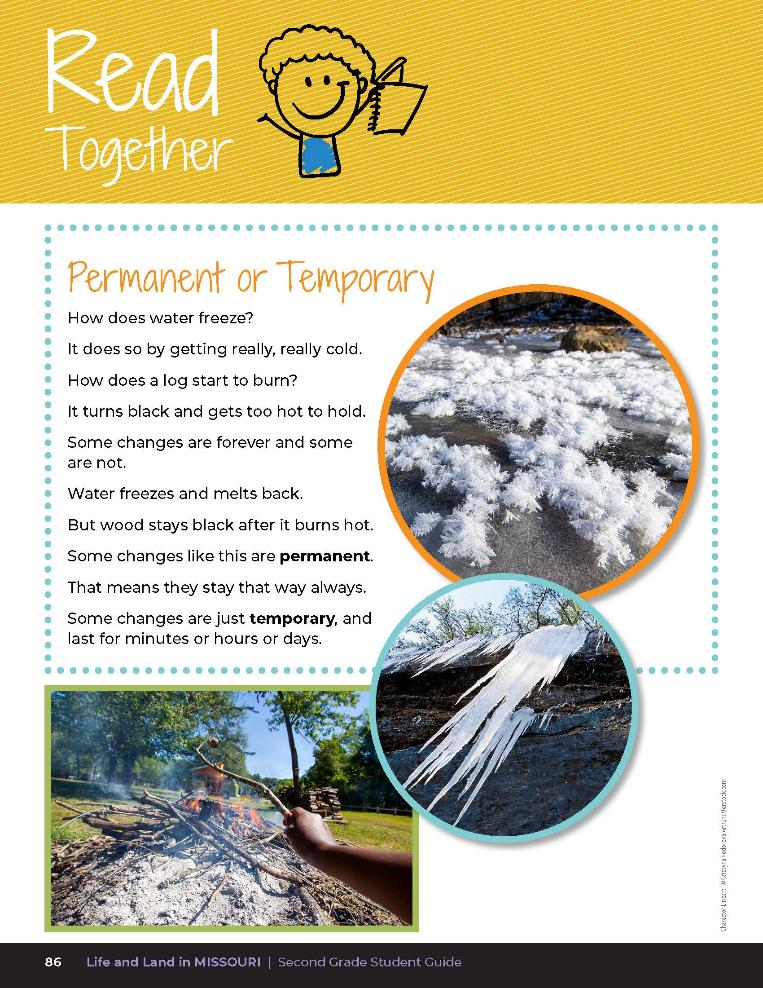 Read
Together
Permanent or Temporary
How does water freeze?
It does so by getting really, really cold.
How does a log start to burn?
It turns black and gets too hot to hold.
Some changes are forever and some
are not.
Water freezes and melts back.
But wood stays black after it burns hot.
Some changes like this are permanent.
That means they stay that way always.
Some changes are just temporary, and
last for minutes or hours or days.
86 Life and Land in MISSOURI | Second Grade Student Guide